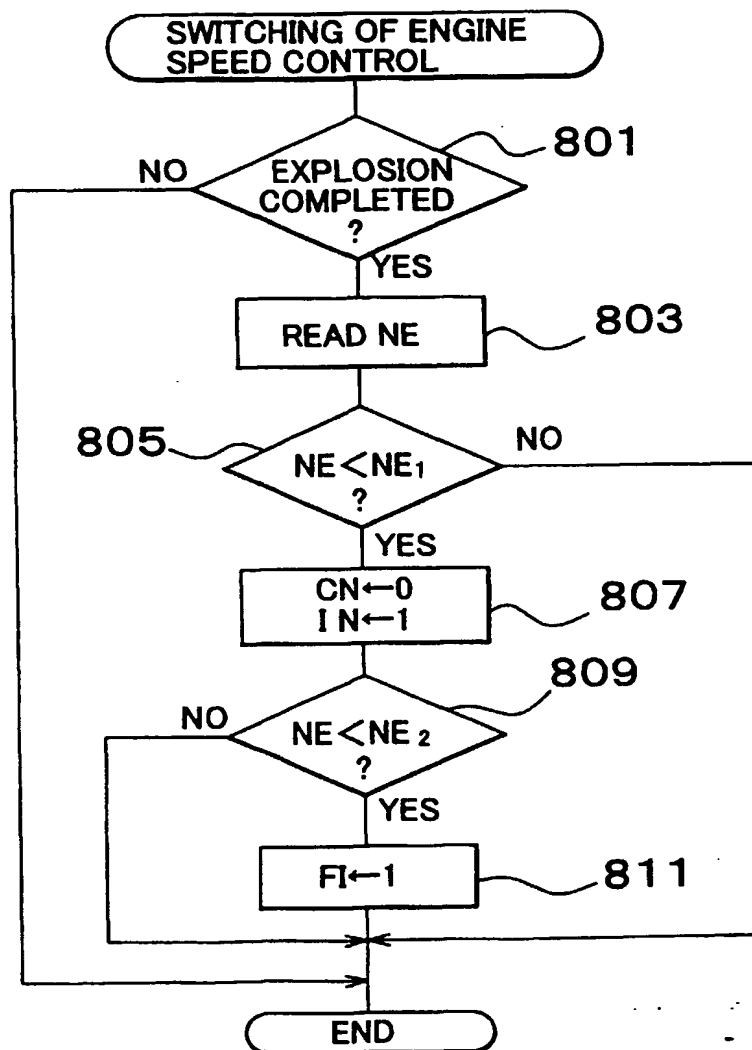 SWITCHING OF ENGINE
SPEED CONTROL
801
NO
EXPLOSION
COMPLETED
?
YES
READ NE
803
805
NO
NE<NE₁
?
YES
CN←0
IN←1
807
809
NO
NE<NE₂
?
YES
FI←1
811
END